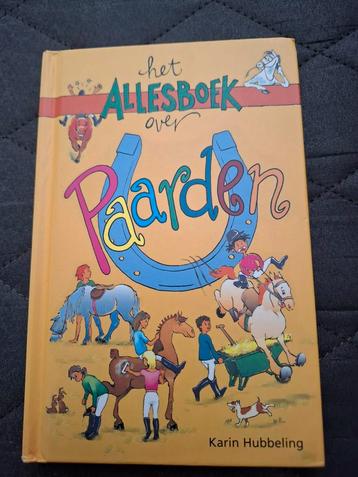 het
ALLESBOEK
over
Paarden
Karin Hubbeling